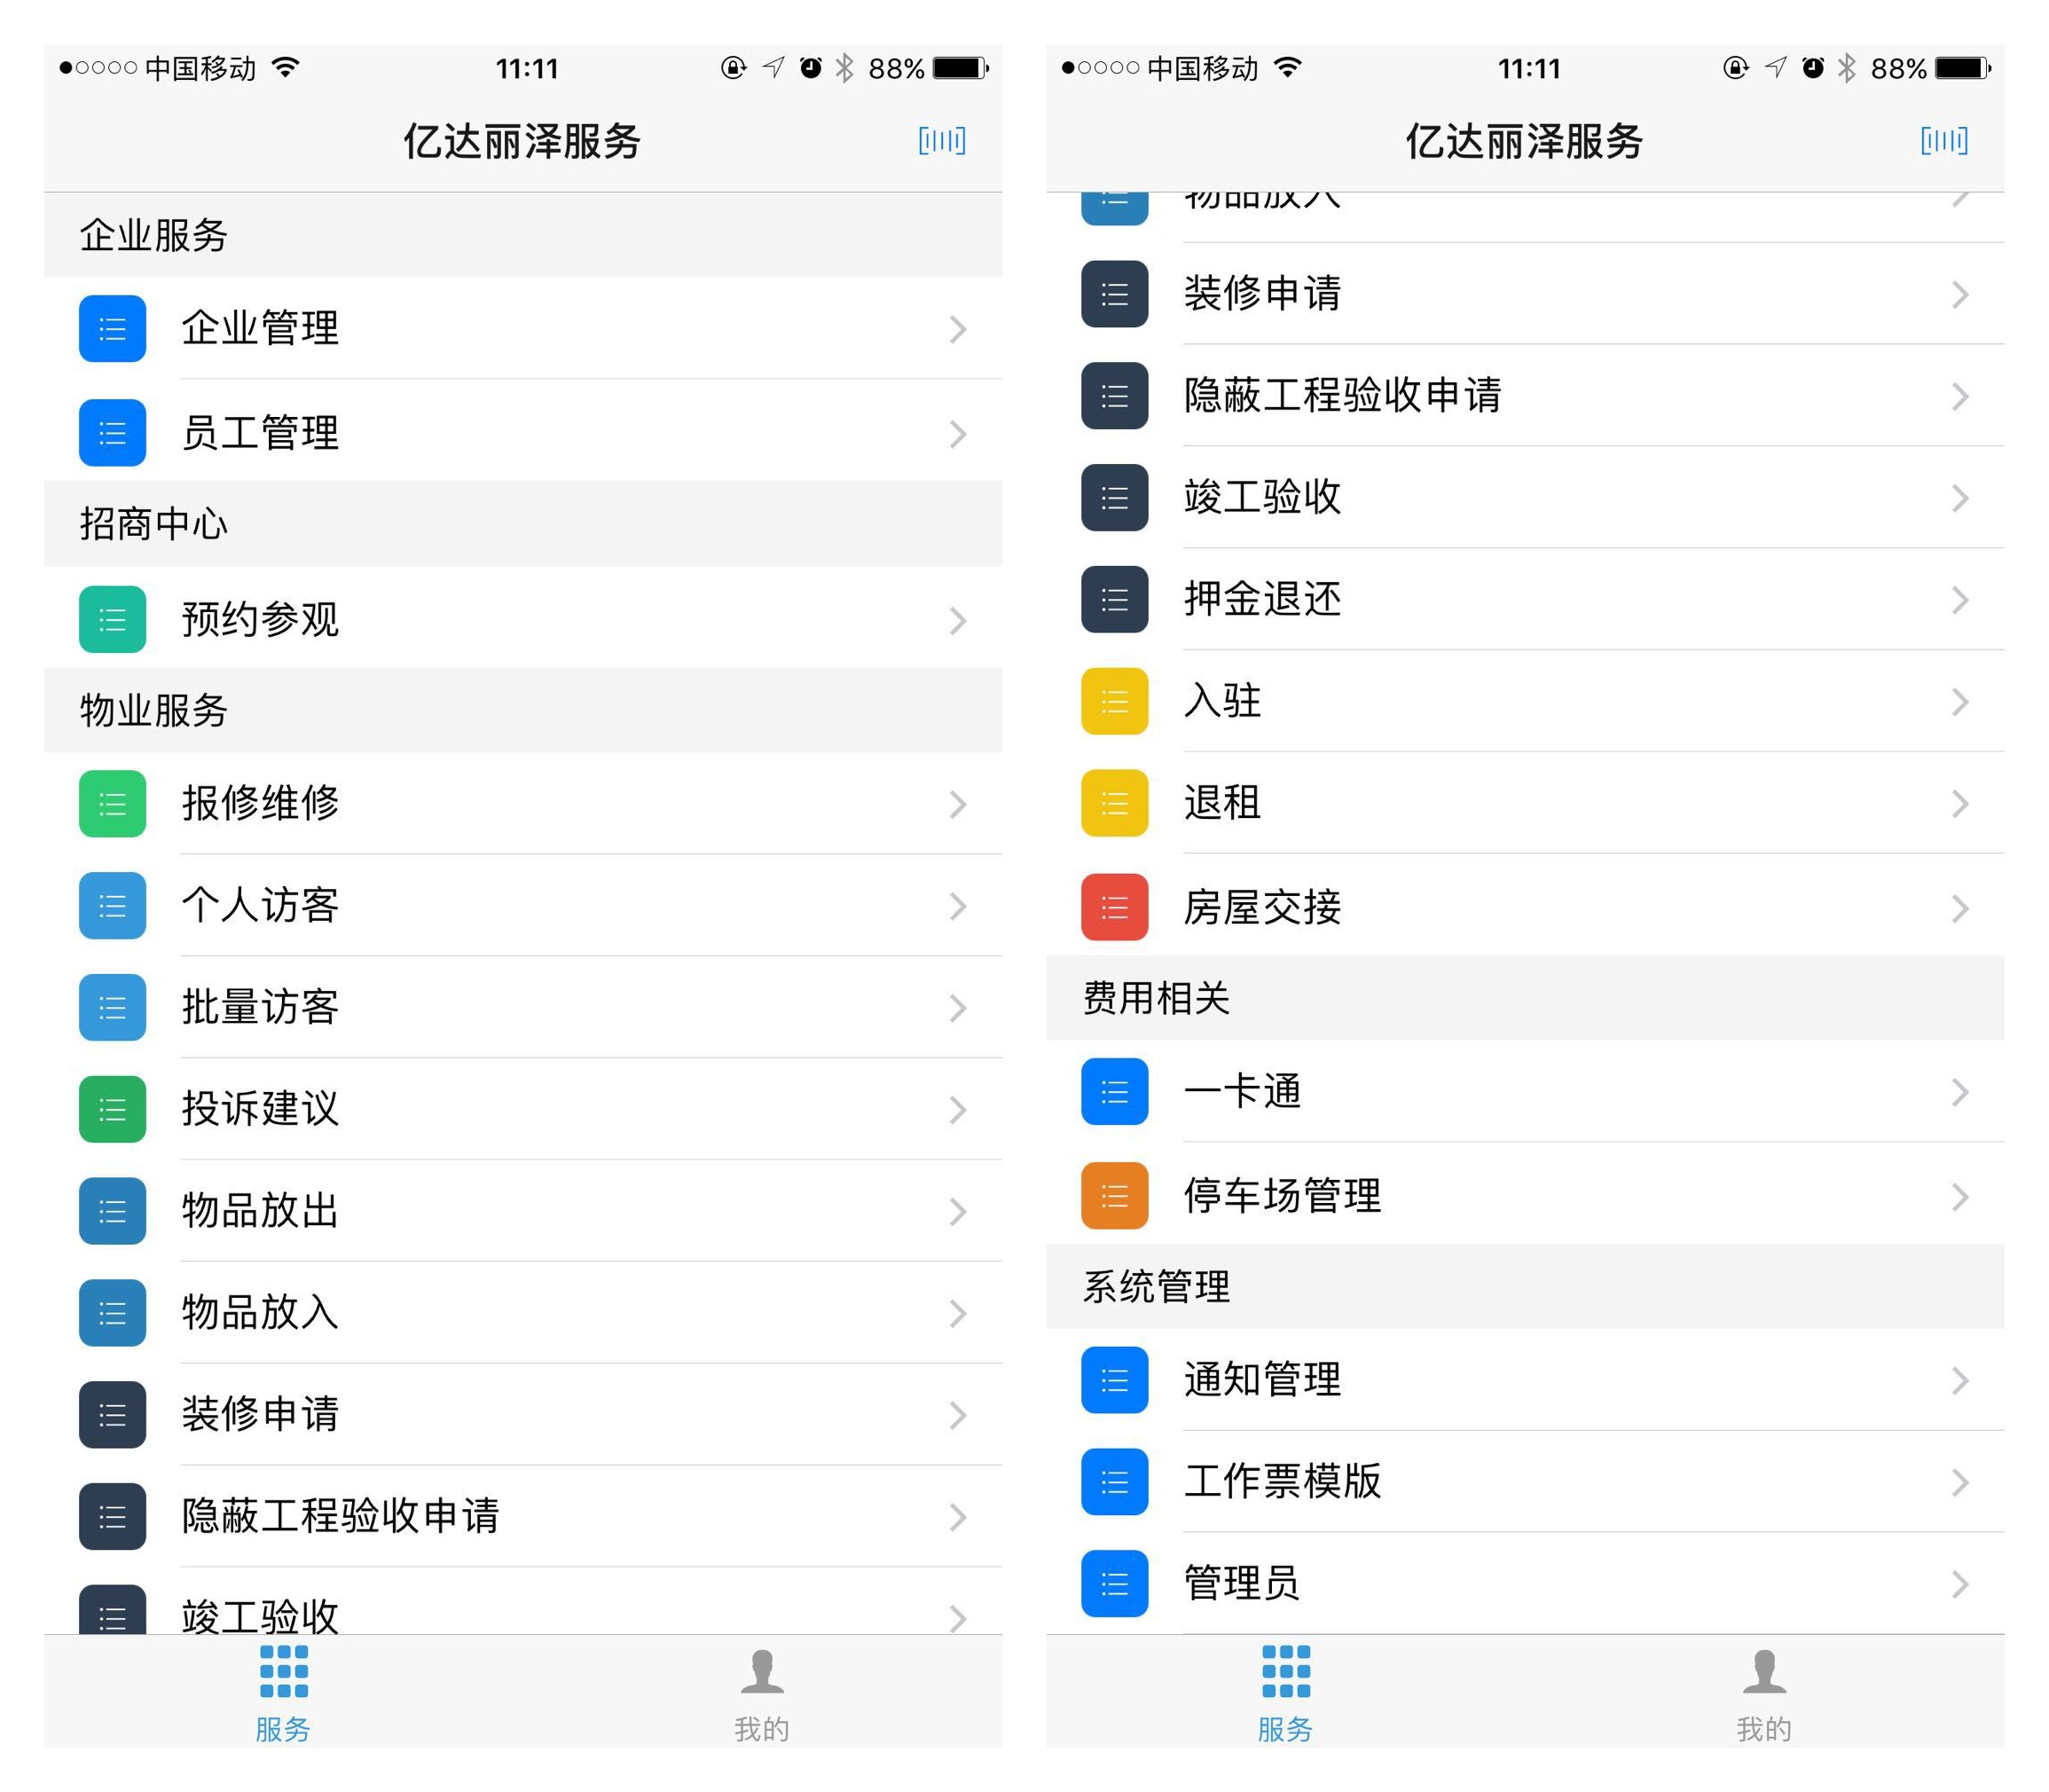 中国移动
11:11
88%
亿达丽泽服务
企业服务
企业管理
员工管理
招商中心
预约参观
物业服务
报修维修
个人访客
批量访客
投诉建议
物品放出
物品放入
装修申请
隐蔽工程验收申请
竣工验收
服务
我的
中国移动
11:11
88%
亿达丽泽服务
物品放入
装修申请
隐蔽工程验收申请
竣工验收
押金退还
入驻
退租
房屋交接
费用相关
一卡通
停车场管理
系统管理
通知管理
工作票模版
管理员
服务
我的